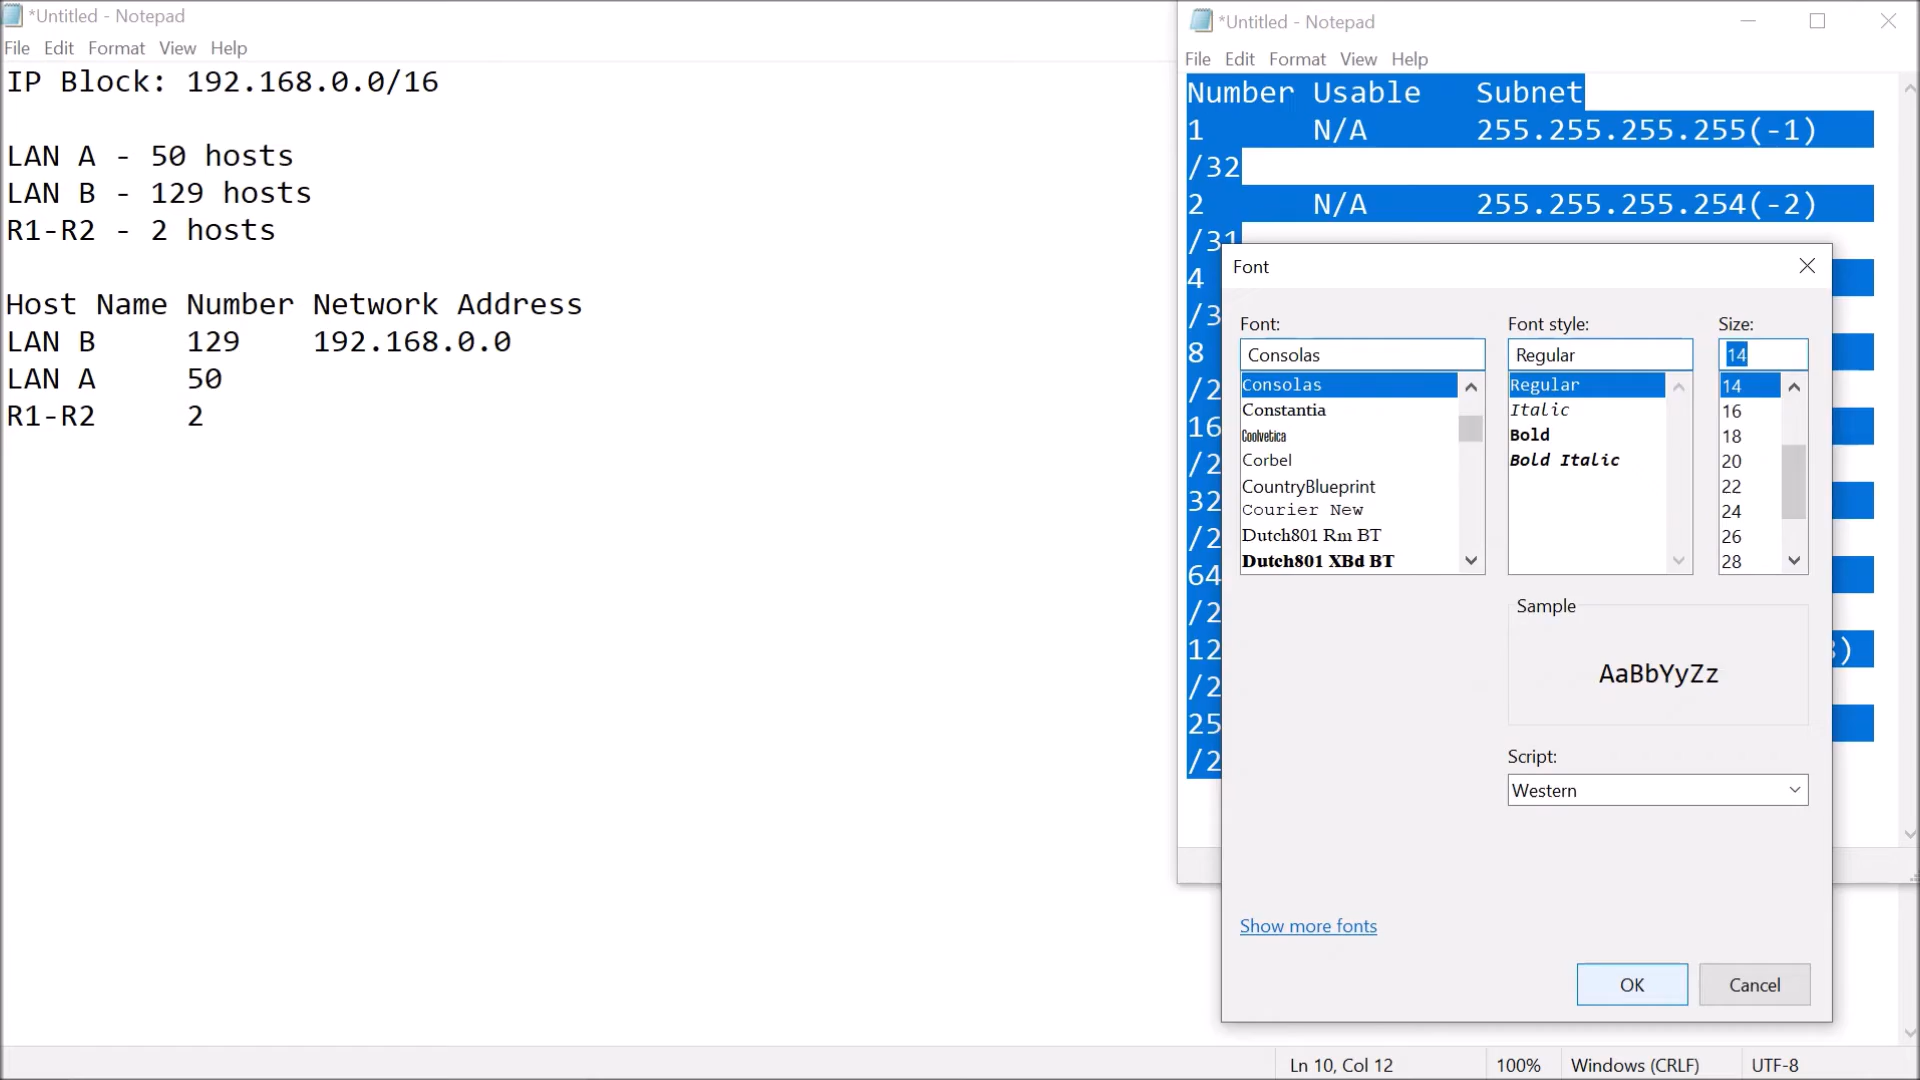 *Untitled - Notepad
File Edit Format View Help
IP Block: 192.168.0.0/16
LAN A - 50 hosts
LAN B - 129 hosts
R1-R2 - 2 hosts
Host Name Number Network Address
LAN B 129 192.168.0.0
LAN A 50
R1-R2 2
*Untitled - Notepad
File Edit Format View Help
Number Usable Subnet
1 N/A 255.255.255.255(-1)
/32
2 N/A 255.255.255.254(-2)
/31
4
8
16
32
64
Font
Font: Font style: Size:
Consolas Regular 14
Consolas Regular 14
Constantia Italic 16
Coolvetica Bold 18
Corbel Bold Italic 20
CountryBlueprint 22
Courier New 24
Dutch801 Rm BT 26
Dutch801 XBd BT 28
Sample
AaBbYyZz
Script:
Western
Show more fonts
OK Cancel
Ln 10, Col 12 100% Windows (CRLF) UTF-8